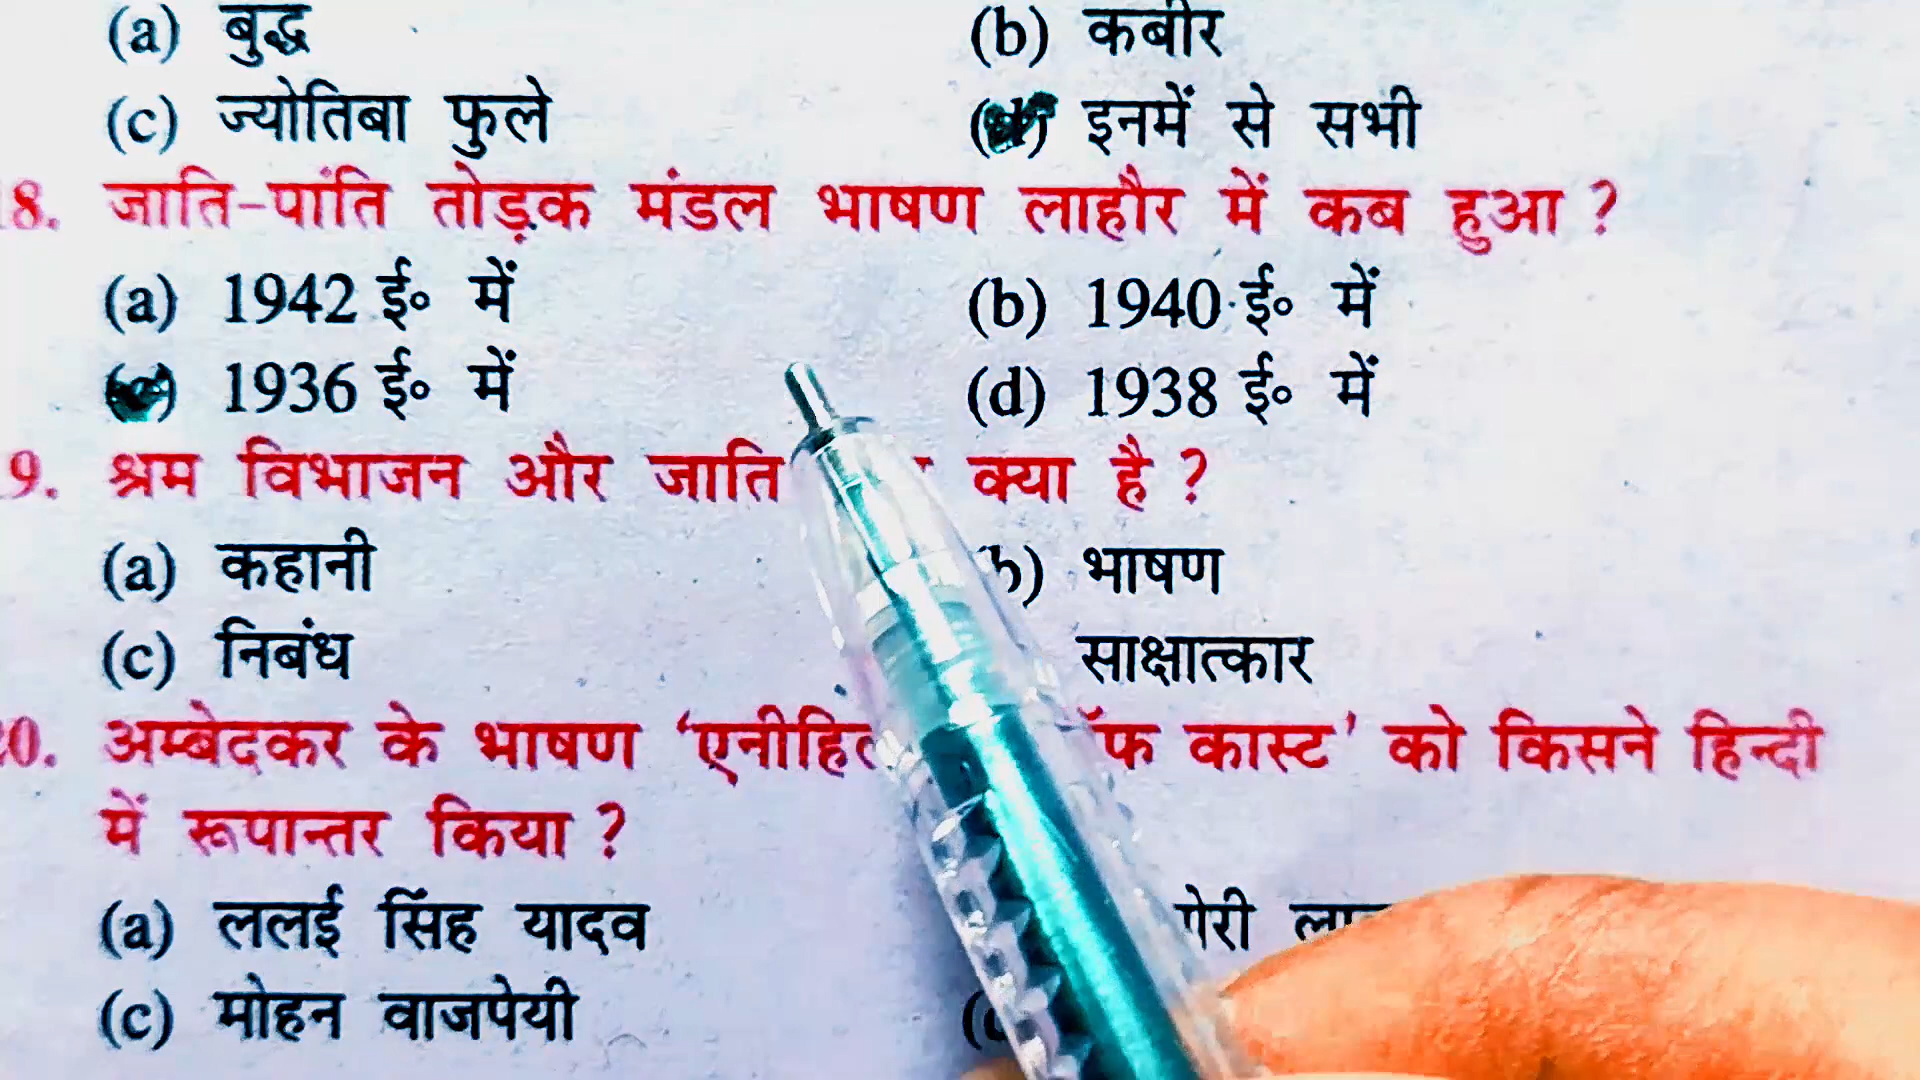 (a) बुद्ध (b) कबीर
(c) ज्योतिबा फुले (d) इनमें से सभी
18. जाति-पांति तोड़क मंडल भाषण लाहौर में कब हुआ ?
(a) 1942 ई० में (b) 1940 ई० में
(c) 1936 ई० में (d) 1938 ई० में
9. श्रम विभाजन और जाति क्या है ?
(a) कहानी (b) भाषण
(c) निबंध साक्षात्कार
20. अम्बेदकर के भाषण ‘एनीहि ॉफ कास्ट’ को किसने हिन्दी
में रूपान्तर किया ?
(a) ललई सिंह यादव
(c) मोहन वाजपेयी